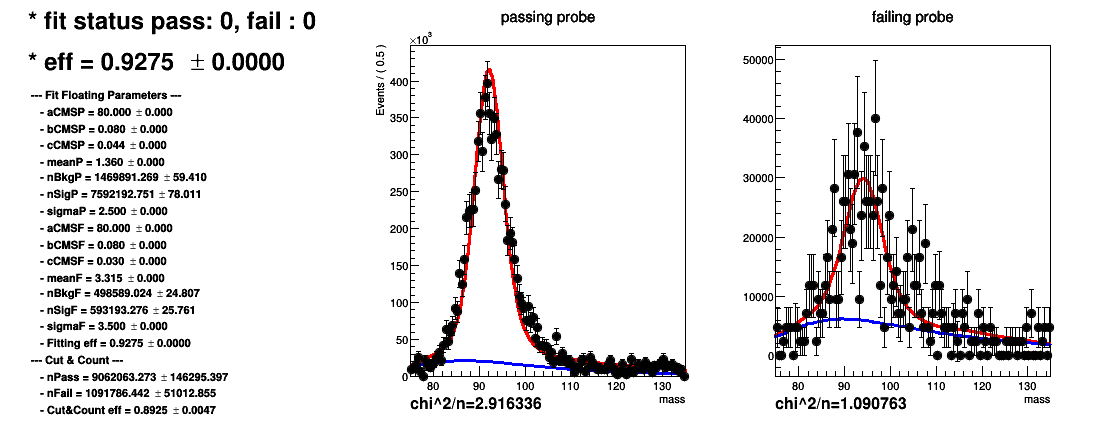 * fit status pass: 0, fail : 0
* eff = 0.9275 ± 0.0000
--- Fit Floating Parameters ---
- aCMSP = 80.000 ± 0.000
- bCMSP = 0.080 ± 0.000
- cCMSP = 0.044 ± 0.000
- meanP = 1.360 ± 0.000
- nBkgP = 1469891.269 ± 59.410
- nSigP = 7592192.751 ± 78.011
- sigmaP = 2.500 ± 0.000
- aCMSF = 80.000 ± 0.000
- bCMSF = 0.080 ± 0.000
- cCMSF = 0.030 ± 0.000
- meanF = 3.315 ± 0.000
- nBkgF = 498589.024 ± 24.807
- nSigF = 593193.276 ± 25.761
- sigmaF = 3.500 ± 0.000
- Fitting eff = 0.9275 ± 0.0000
--- Cut & Count ---
- nPass = 9062063.273 ± 146295.397
- nFail = 1091786.442 ± 51012.855
- Cut&Count eff = 0.8925 ± 0.0047
passing probe
×10³
Events / ( 0.5 )
400
350
300
250
200
150
100
50
0
80 90 100 110 120 130
mass
chi^2/n=2.916336
failing probe
50000
40000
30000
20000
10000
0
80 90 100 110 120 130
mass
chi^2/n=1.090763